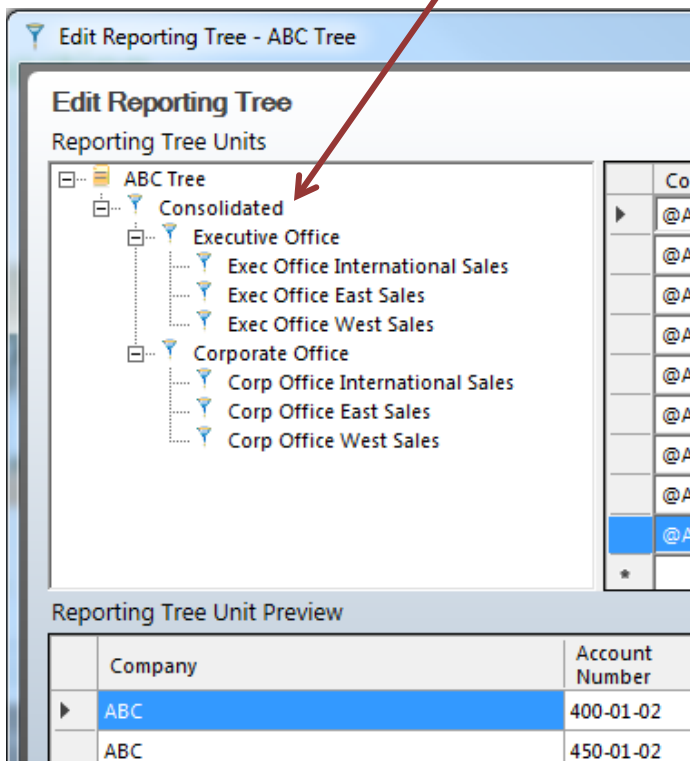 Edit Reporting Tree - ABC Tree
Edit Reporting Tree
Reporting Tree Units
ABC Tree
Consolidated
Executive Office
Exec Office International Sales
Exec Office East Sales
Exec Office West Sales
Corporate Office
Corp Office International Sales
Corp Office East Sales
Corp Office West Sales
Co
@A
@A
@A
@A
@A
@A
@A
@A
@A
*
Reporting Tree Unit Preview
Company
Account
Number
ABC
400-01-02
ABC
450-01-02